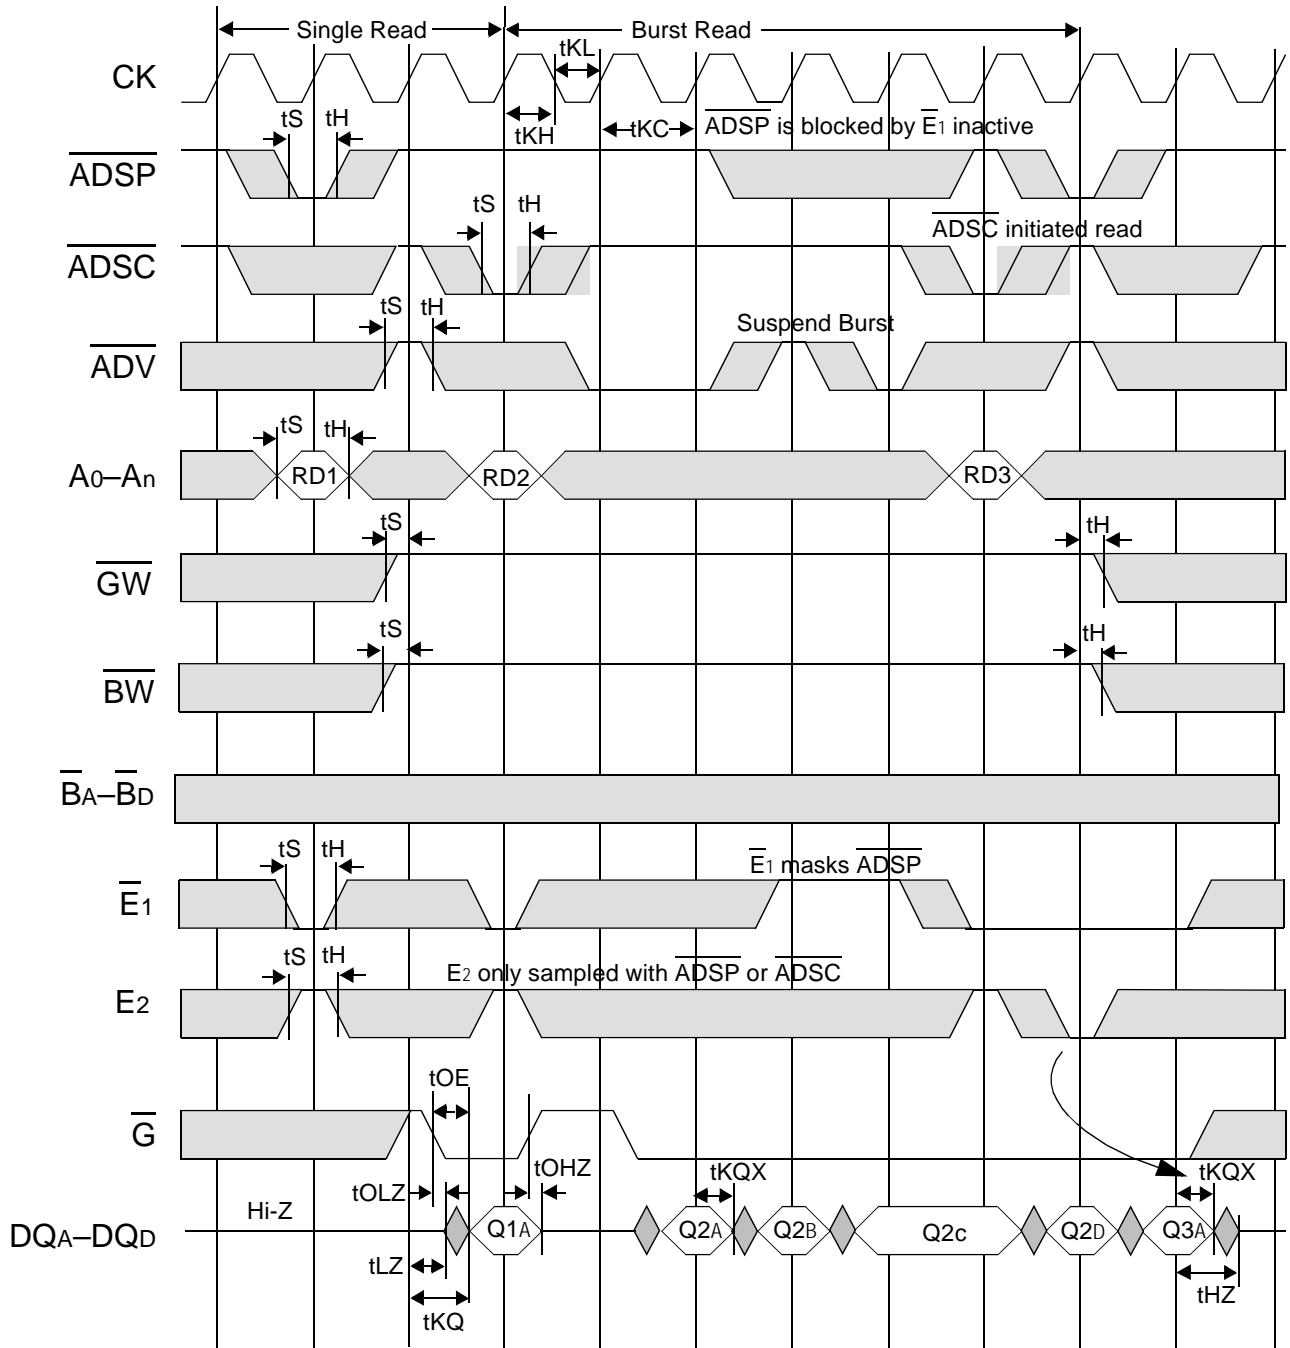 Single Read
Burst Read
tKL
CK
tS
tH
tKH
tKC
ADSP is blocked by E1 inactive
ADSP
tS
tH
ADSC initiated read
ADSC
tS
tH
Suspend Burst
ADV
tS
tH
A0–An
RD1
RD2
RD3
tS
tH
GW
tS
tH
BW
BA–BD
tS
tH
E1 masks ADSP
E1
tS
tH
E2 only sampled with ADSP or ADSC
E2
tOE
G
tOHZ
tKQX
tKQX
tOLZ
Hi-Z
DQA–DQD
Q1A
Q2A
Q2B
Q2c
Q2D
Q3A
tLZ
tHZ
tKQ